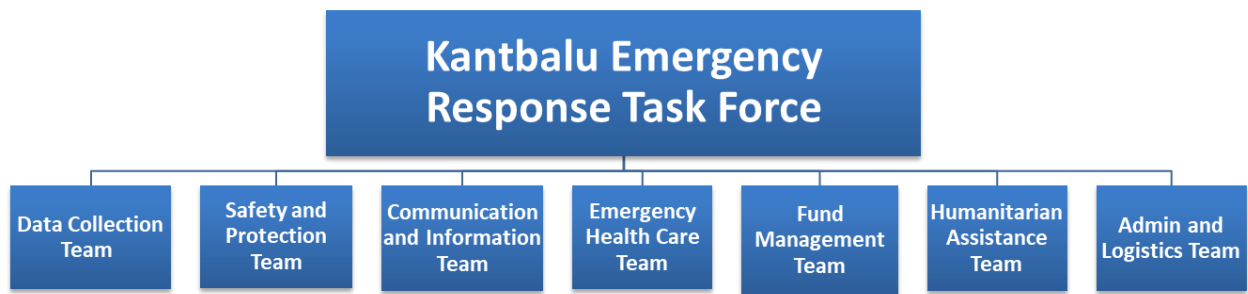 Kantbalu Emergency
Response Task Force
Data Collection
Team
Safety and
Protection
Team
Communication
and Information
Team
Emergency
Health Care
Team
Fund
Management
Team
Humanitarian
Assistance
Team
Admin and
Logistics Team